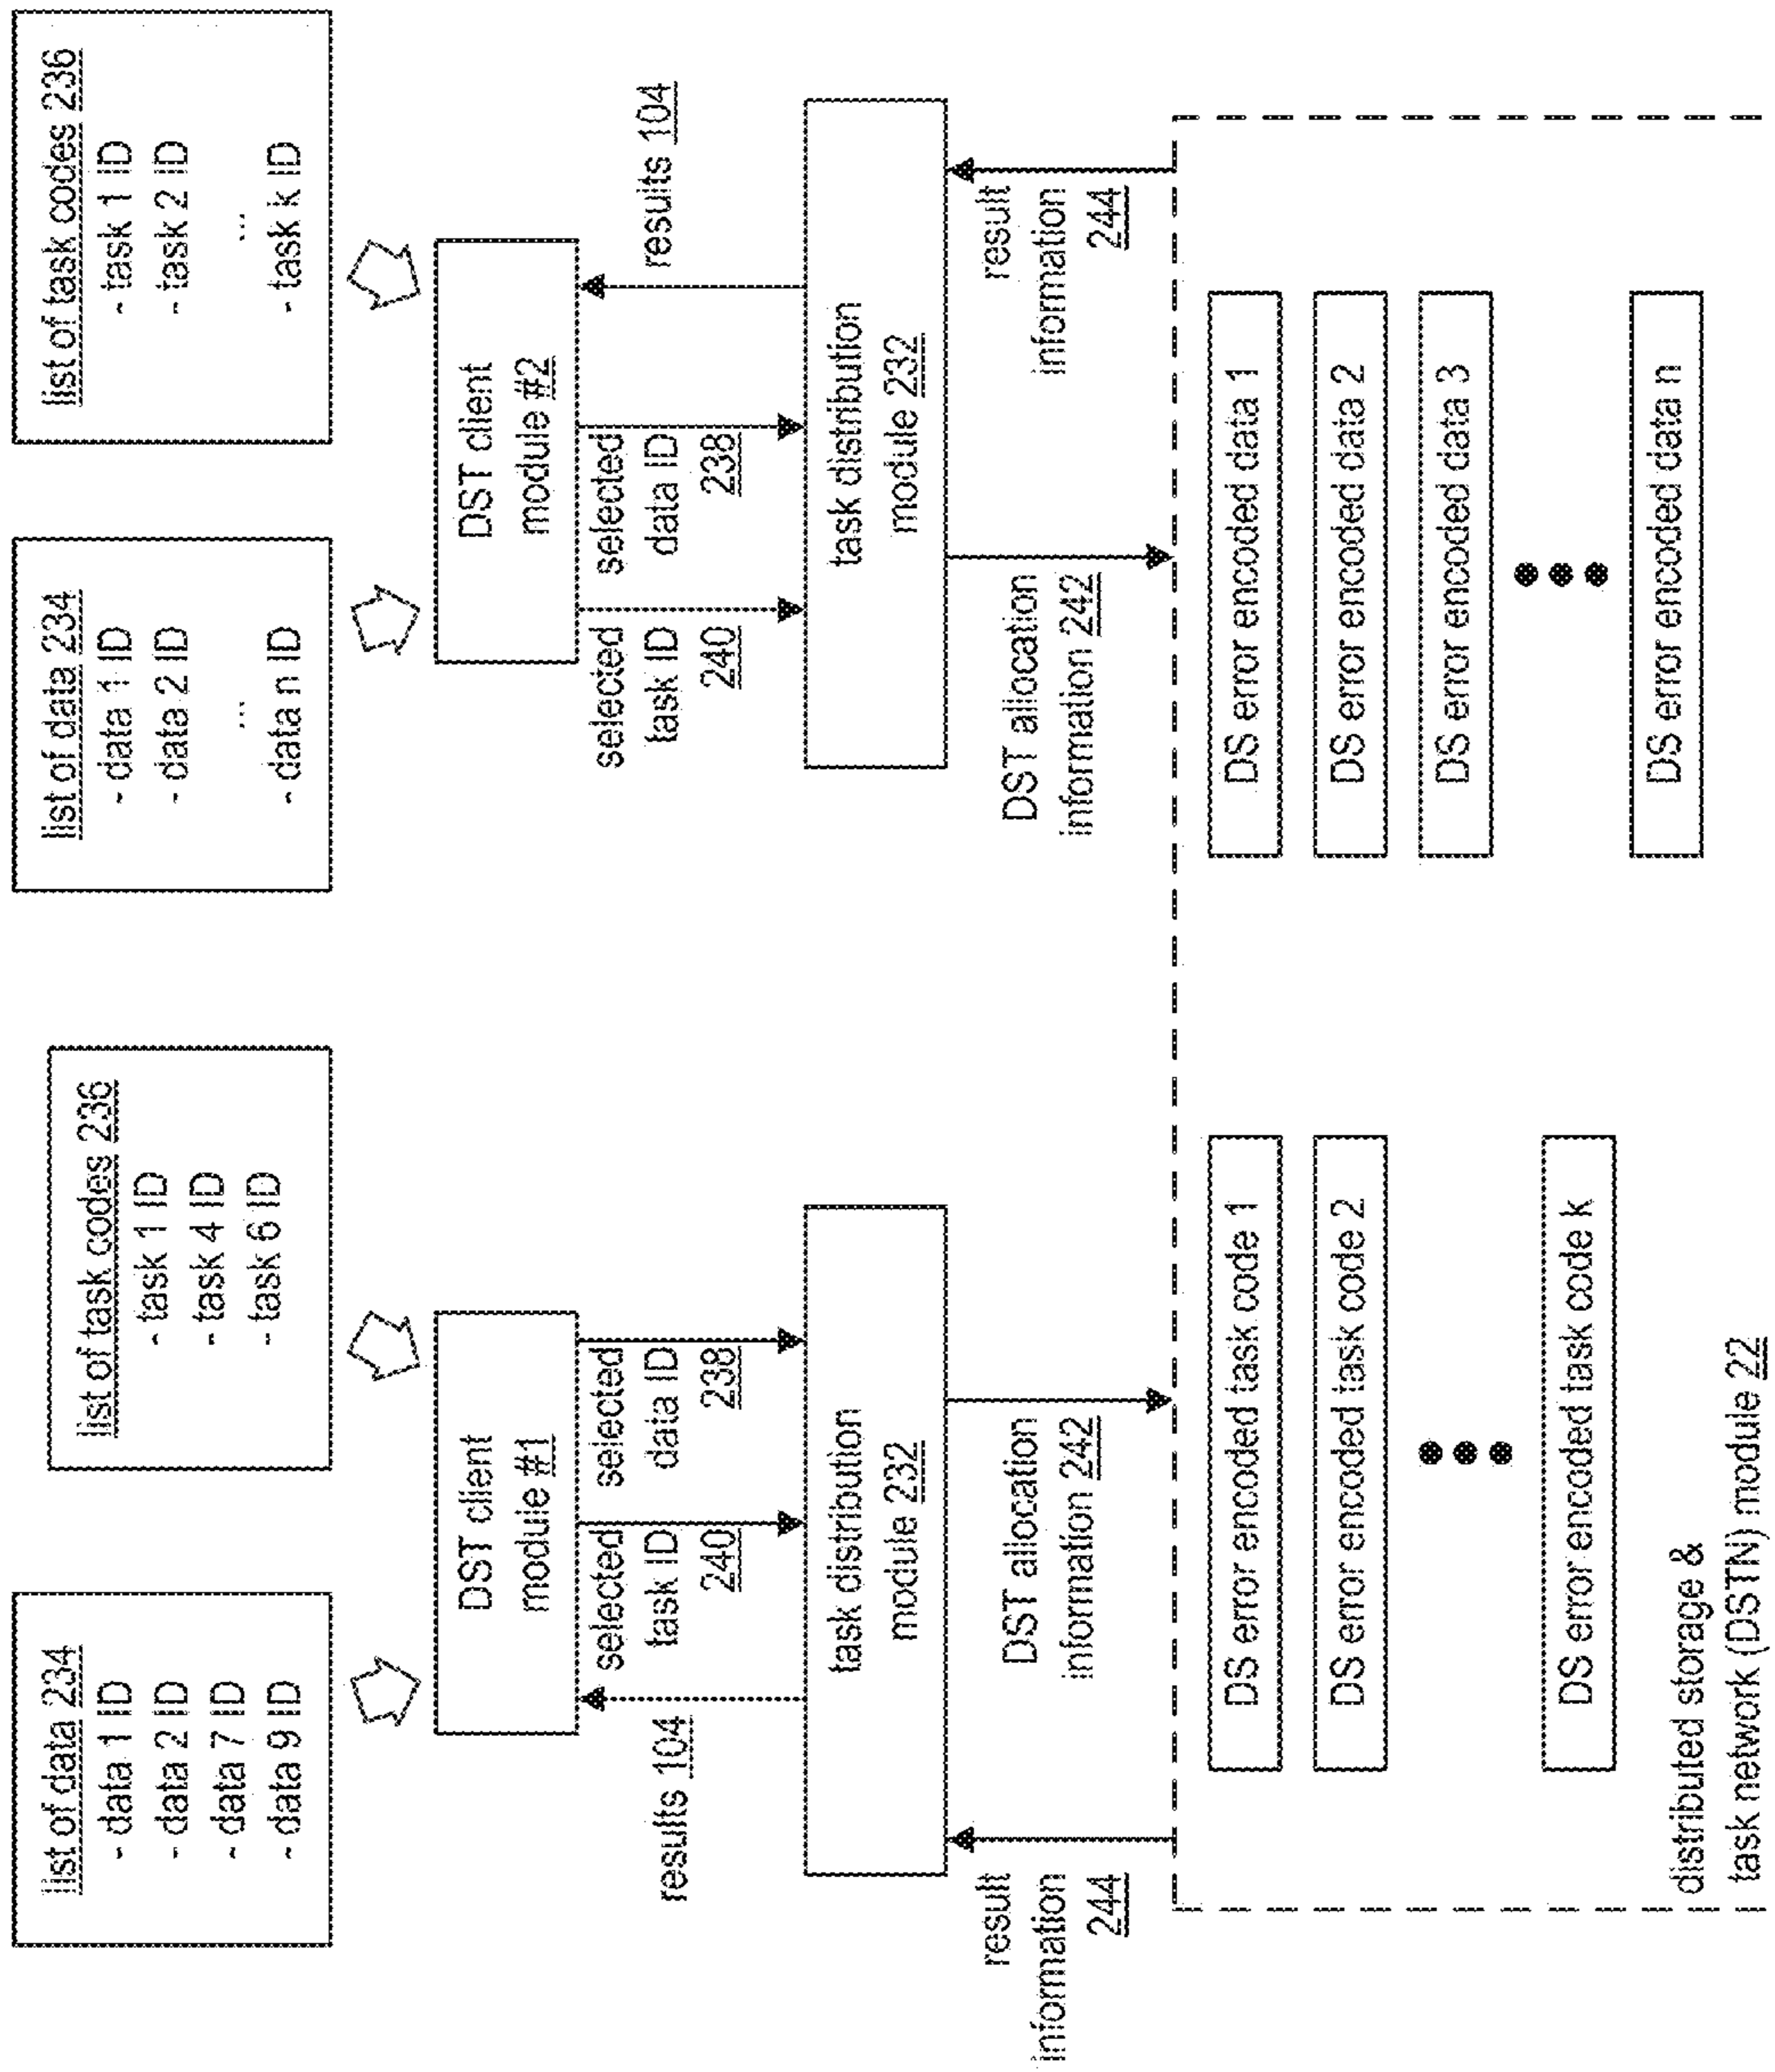 list of data 234
- data 1 ID
- data 2 ID
- data 7 ID
- data 9 ID
list of task codes 236
- task 1 ID
- task 4 ID
- task 6 ID
list of data 234
- data 1 ID
- data 2 ID
...
- data n ID
list of task codes 236
- task 1 ID
- task 2 ID
...
- task k ID
DST client
module #1
DST client
module #2
results 104
selected
task ID
240
selected
data ID
238
selected
task ID
240
selected
data ID
238
results 104
task distribution
module 232
task distribution
module 232
result
information
244
DST allocation
information 242
DST allocation
information 242
result
information
244
DS error encoded task code 1
DS error encoded task code 2
DS error encoded task code k
DS error encoded data 1
DS error encoded data 2
DS error encoded data 3
DS error encoded data n
distributed storage &
task network (DSTN) module 22